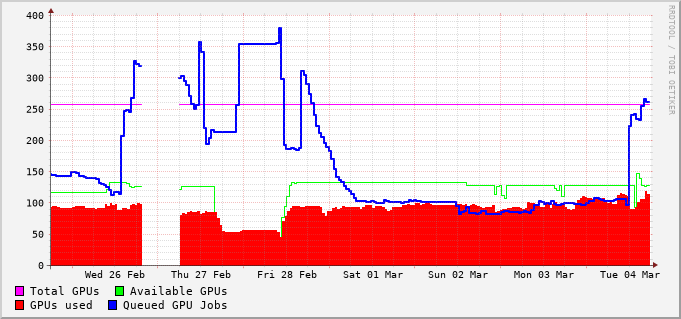 400
350
300
250
200
150
100
50
0
Wed 26 Feb Thu 27 Feb Fri 28 Feb Sat 01 Mar Sun 02 Mar Mon 03 Mar Tue 04 Mar
Total GPUs Available GPUs
GPUs used Queued GPU Jobs
RRDTOOL / TOBI OETIKER